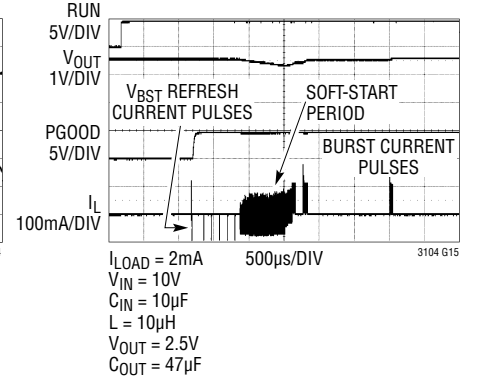 RUN
5V/DIV
VOUT
1V/DIV
VBST REFRESH
CURRENT PULSES
SOFT-START
PERIOD
PGOOD
5V/DIV
BURST CURRENT
PULSES
IL
100mA/DIV
ILOAD = 2mA
500µs/DIV
3104 G15
VIN = 10V
CIN = 10µF
L = 10µH
VOUT = 2.5V
COUT = 47µF